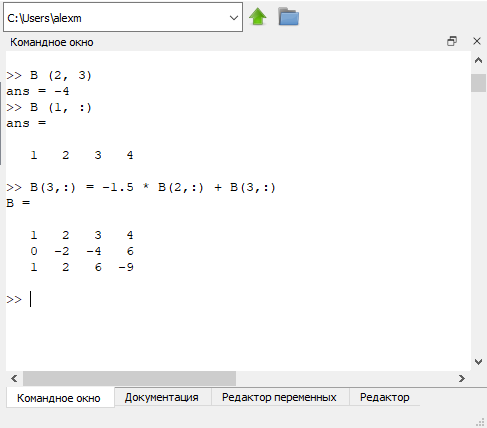 C:\Users\alexm
Командное окно
>> B (2, 3)
ans = -4
>> B (1, :)
ans =
1 2 3 4
>> B(3,:) = -1.5 * B(2,:) + B(3,:)
B =
1 2 3 4
0 -2 -4 6
1 2 6 -9
>>
Командное окно Документация Редактор переменных Редактор